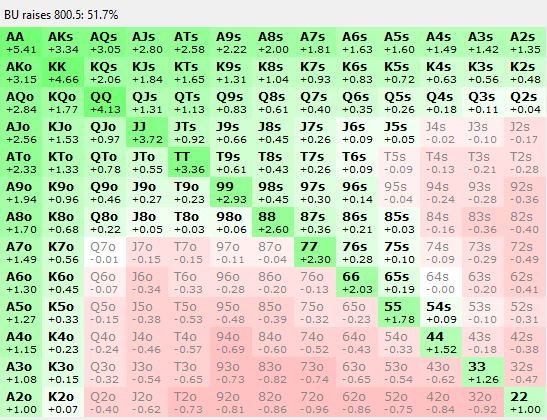 BU raises 800.5: 51.7%
AA AKs AQs AJs ATs A9s A8s A7s A6s A5s A4s A3s A2s
+5.41 +3.34 +3.05 +2.80 +2.58 +2.22 +2.00 +1.81 +1.63 +1.60 +1.49 +1.42 +1.35
AKo KK KQs KJs KTs K9s K8s K7s K6s K5s K4s K3s K2s
+3.15 +4.66 +2.06 +1.84 +1.65 +1.31 +1.04 +0.93 +0.83 +0.72 +0.63 +0.56 +0.48
AQo KQo QQ QJs QTs Q9s Q8s Q7s Q6s Q5s Q4s Q3s Q2s
+2.84 +1.77 +4.13 +1.31 +1.13 +0.83 +0.61 +0.40 +0.35 +0.26 +0.18 +0.11 +0.04
AJo KJo QJo JJ JTs J9s J8s J7s J6s J5s J4s J3s J2s
+2.56 +1.53 +0.97 +3.72 +0.92 +0.66 +0.45 +0.26 +0.09 +0.05 -0.02 -0.10 -0.17
ATo KTo QTo JTo TT T9s T8s T7s T6s T5s T4s T3s T2s
+2.33 +1.33 +0.78 +0.55 +3.36 +0.61 +0.43 +0.26 +0.09 -0.09 -0.13 -0.21 -0.28
A9o K9o Q9o J9o T9o 99 98s 97s 96s 95s 94s 93s 92s
+1.94 +0.96 +0.46 +0.27 +0.23 +2.93 +0.45 +0.30 +0.14 -0.04 -0.24 -0.28 -0.36
A8o K8o Q8o J8o T8o 98o 88 87s 86s 85s 84s 83s 82s
+1.70 +0.68 +0.22 +0.05 +0.03 +0.06 +2.60 +0.36 +0.21 +0.03 -0.16 -0.36 -0.40
A7o K7o Q7o J7o T7o 97o 87o 77 76s 75s 74s 73s 72s
+1.49 +0.56 -0.01 -0.15 -0.15 -0.11 -0.04 +2.30 +0.28 +0.10 -0.09 -0.29 -0.49
A6o K6o Q6o J6o T6o 96o 86o 76o 66 65s 64s 63s 62s
+1.30 +0.45 -0.07 -0.34 -0.33 -0.28 -0.20 -0.13 +2.03 +0.19 -0.00 -0.20 -0.41
A5o K5o Q5o J5o T5o 95o 85o 75o 65o 55 54s 53s 52s
+1.27 +0.33 -0.15 -0.38 -0.53 -0.48 -0.39 -0.32 -0.23 +1.78 +0.09 -0.10 -0.31
A4o K4o Q4o J4o T4o 94o 84o 74o 64o 54o 44 43s 42s
+1.15 +0.23 -0.24 -0.46 -0.57 -0.69 -0.60 -0.52 -0.43 -0.33 +1.52 -0.18 -0.38
A3o K3o Q3o J3o T3o 93o 83o 73o 63o 53o 43o 33 32s
+1.08 +0.15 -0.32 -0.54 -0.65 -0.73 -0.82 -0.74 -0.65 -0.54 -0.62 +1.26 -0.47
A2o K2o Q2o J2o T2o 92o 82o 72o 62o 52o 42o 32o 22
+1.00 +0.07 -0.40 -0.62 -0.73 -0.81 -0.86 -0.96 -0.86 -0.75 -0.84 -0.92 +1.00